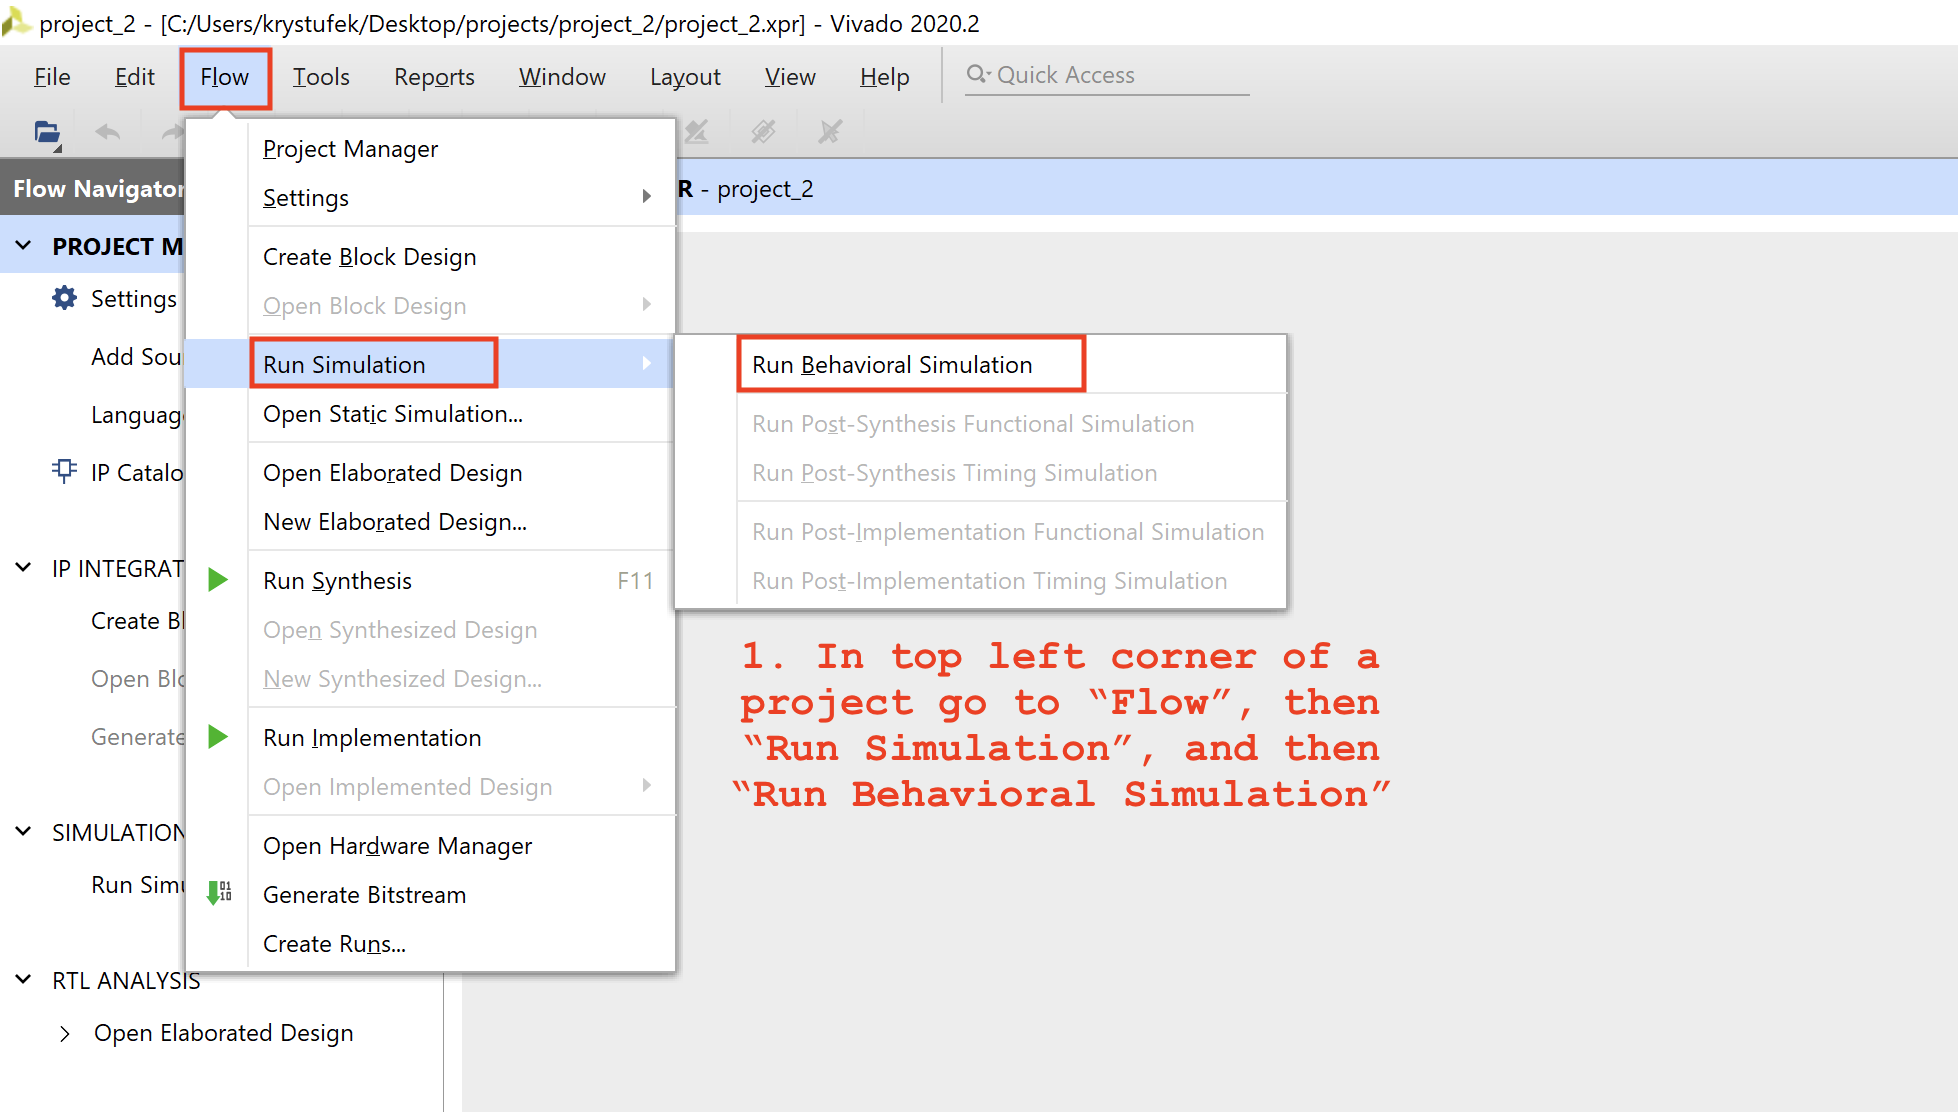 project_2 - [C:/Users/krystufek/Desktop/projects/project_2/project_2.xpr] - Vivado 2020.2
File Edit Flow Tools Reports Window Layout View Help Quick Access
Flow Navigator
R - project_2
PROJECT M
Settings
Add Sou
Languag
IP Catalo
IP INTEGRAT
Create Bl
Open Blo
Generate
SIMULATION
Run Simu
RTL ANALYSIS
Open Elaborated Design
Project Manager
Settings
Create Block Design
Open Block Design
Run Simulation
Open Static Simulation...
Open Elaborated Design
New Elaborated Design...
Run Synthesis F11
Open Synthesized Design
New Synthesized Design...
Run Implementation
Open Implemented Design
Open Hardware Manager
Generate Bitstream
Create Runs...
Run Behavioral Simulation
Run Post-Synthesis Functional Simulation
Run Post-Synthesis Timing Simulation
Run Post-Implementation Functional Simulation
Run Post-Implementation Timing Simulation
1. In top left corner of a
project go to “Flow”, then
“Run Simulation”, and then
“Run Behavioral Simulation”